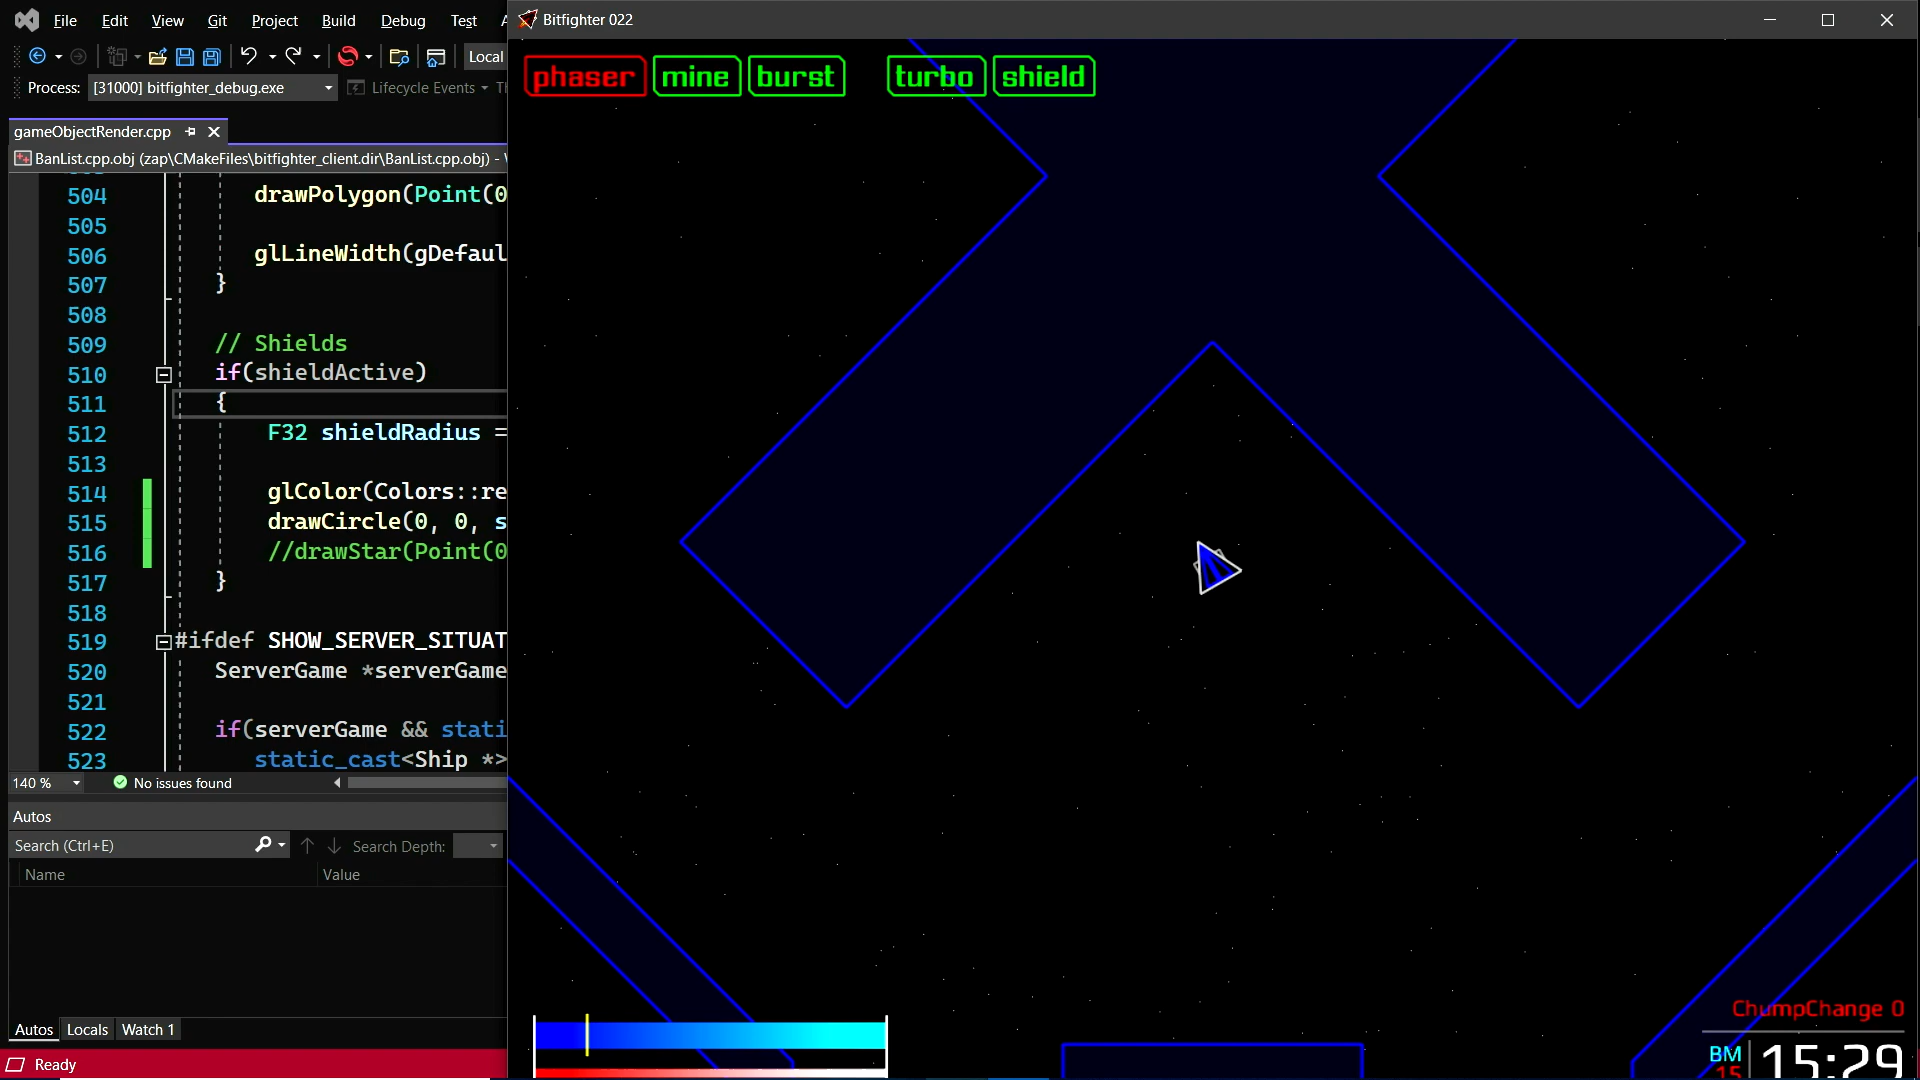 File Edit View Git Project Build Debug Test
Bitfighter 022
Local
Process: [31000] bitfighter_debug.exe Lifecycle Events
gameObjectRender.cpp
BanList.cpp.obj (zap\CMakeFiles\bitfighter_client.dir\BanList.cpp.obj) -
504 drawPolygon(Point(0
505
506 glLineWidth(gDefaul
507 }
508
509 // Shields
510 if(shieldActive)
511 {
512 F32 shieldRadius =
513
514 glColor(Colors::re
515 drawCircle(0, 0, s
516 //drawStar(Point(0
517 }
518
519 #ifdef SHOW_SERVER_SITUAT
520 ServerGame *serverGame
521
522 if(serverGame && stati
523 static_cast<Ship *>
140 % No issues found
Autos
Search (Ctrl+E) Search Depth:
Name Value
Autos Locals Watch 1
Ready
phaser mine burst turbo shield
ChumpChange 0
BM 15:29
15